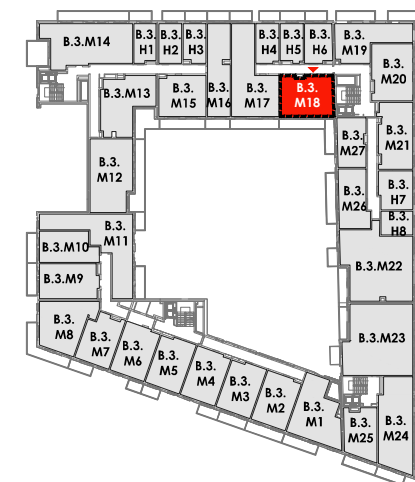 B.3.M14
B.3.
H1
B.3.
H2
B.3.
H3
B.3.
H4
B.3.
H5
B.3.
H6
B.3.
M19
B.3.
M20
B.3.M13
B.3.
M15
B.3.
M16
B.3.
M17
B.3.
M18
B.3.
M21
B.3.
M27
B.3.
M12
B.3.
M26
B.3.
H7
B.3.
H8
B.3.
M11
B.3.M10
B.3.M9
B.3.M22
B.3.
M8
B.3.
M7
B.3.
M6
B.3.
M5
B.3.
M4
B.3.
M3
B.3.
M2
B.3.
M1
B.3.M23
B.3.
M25
B.3.
M24